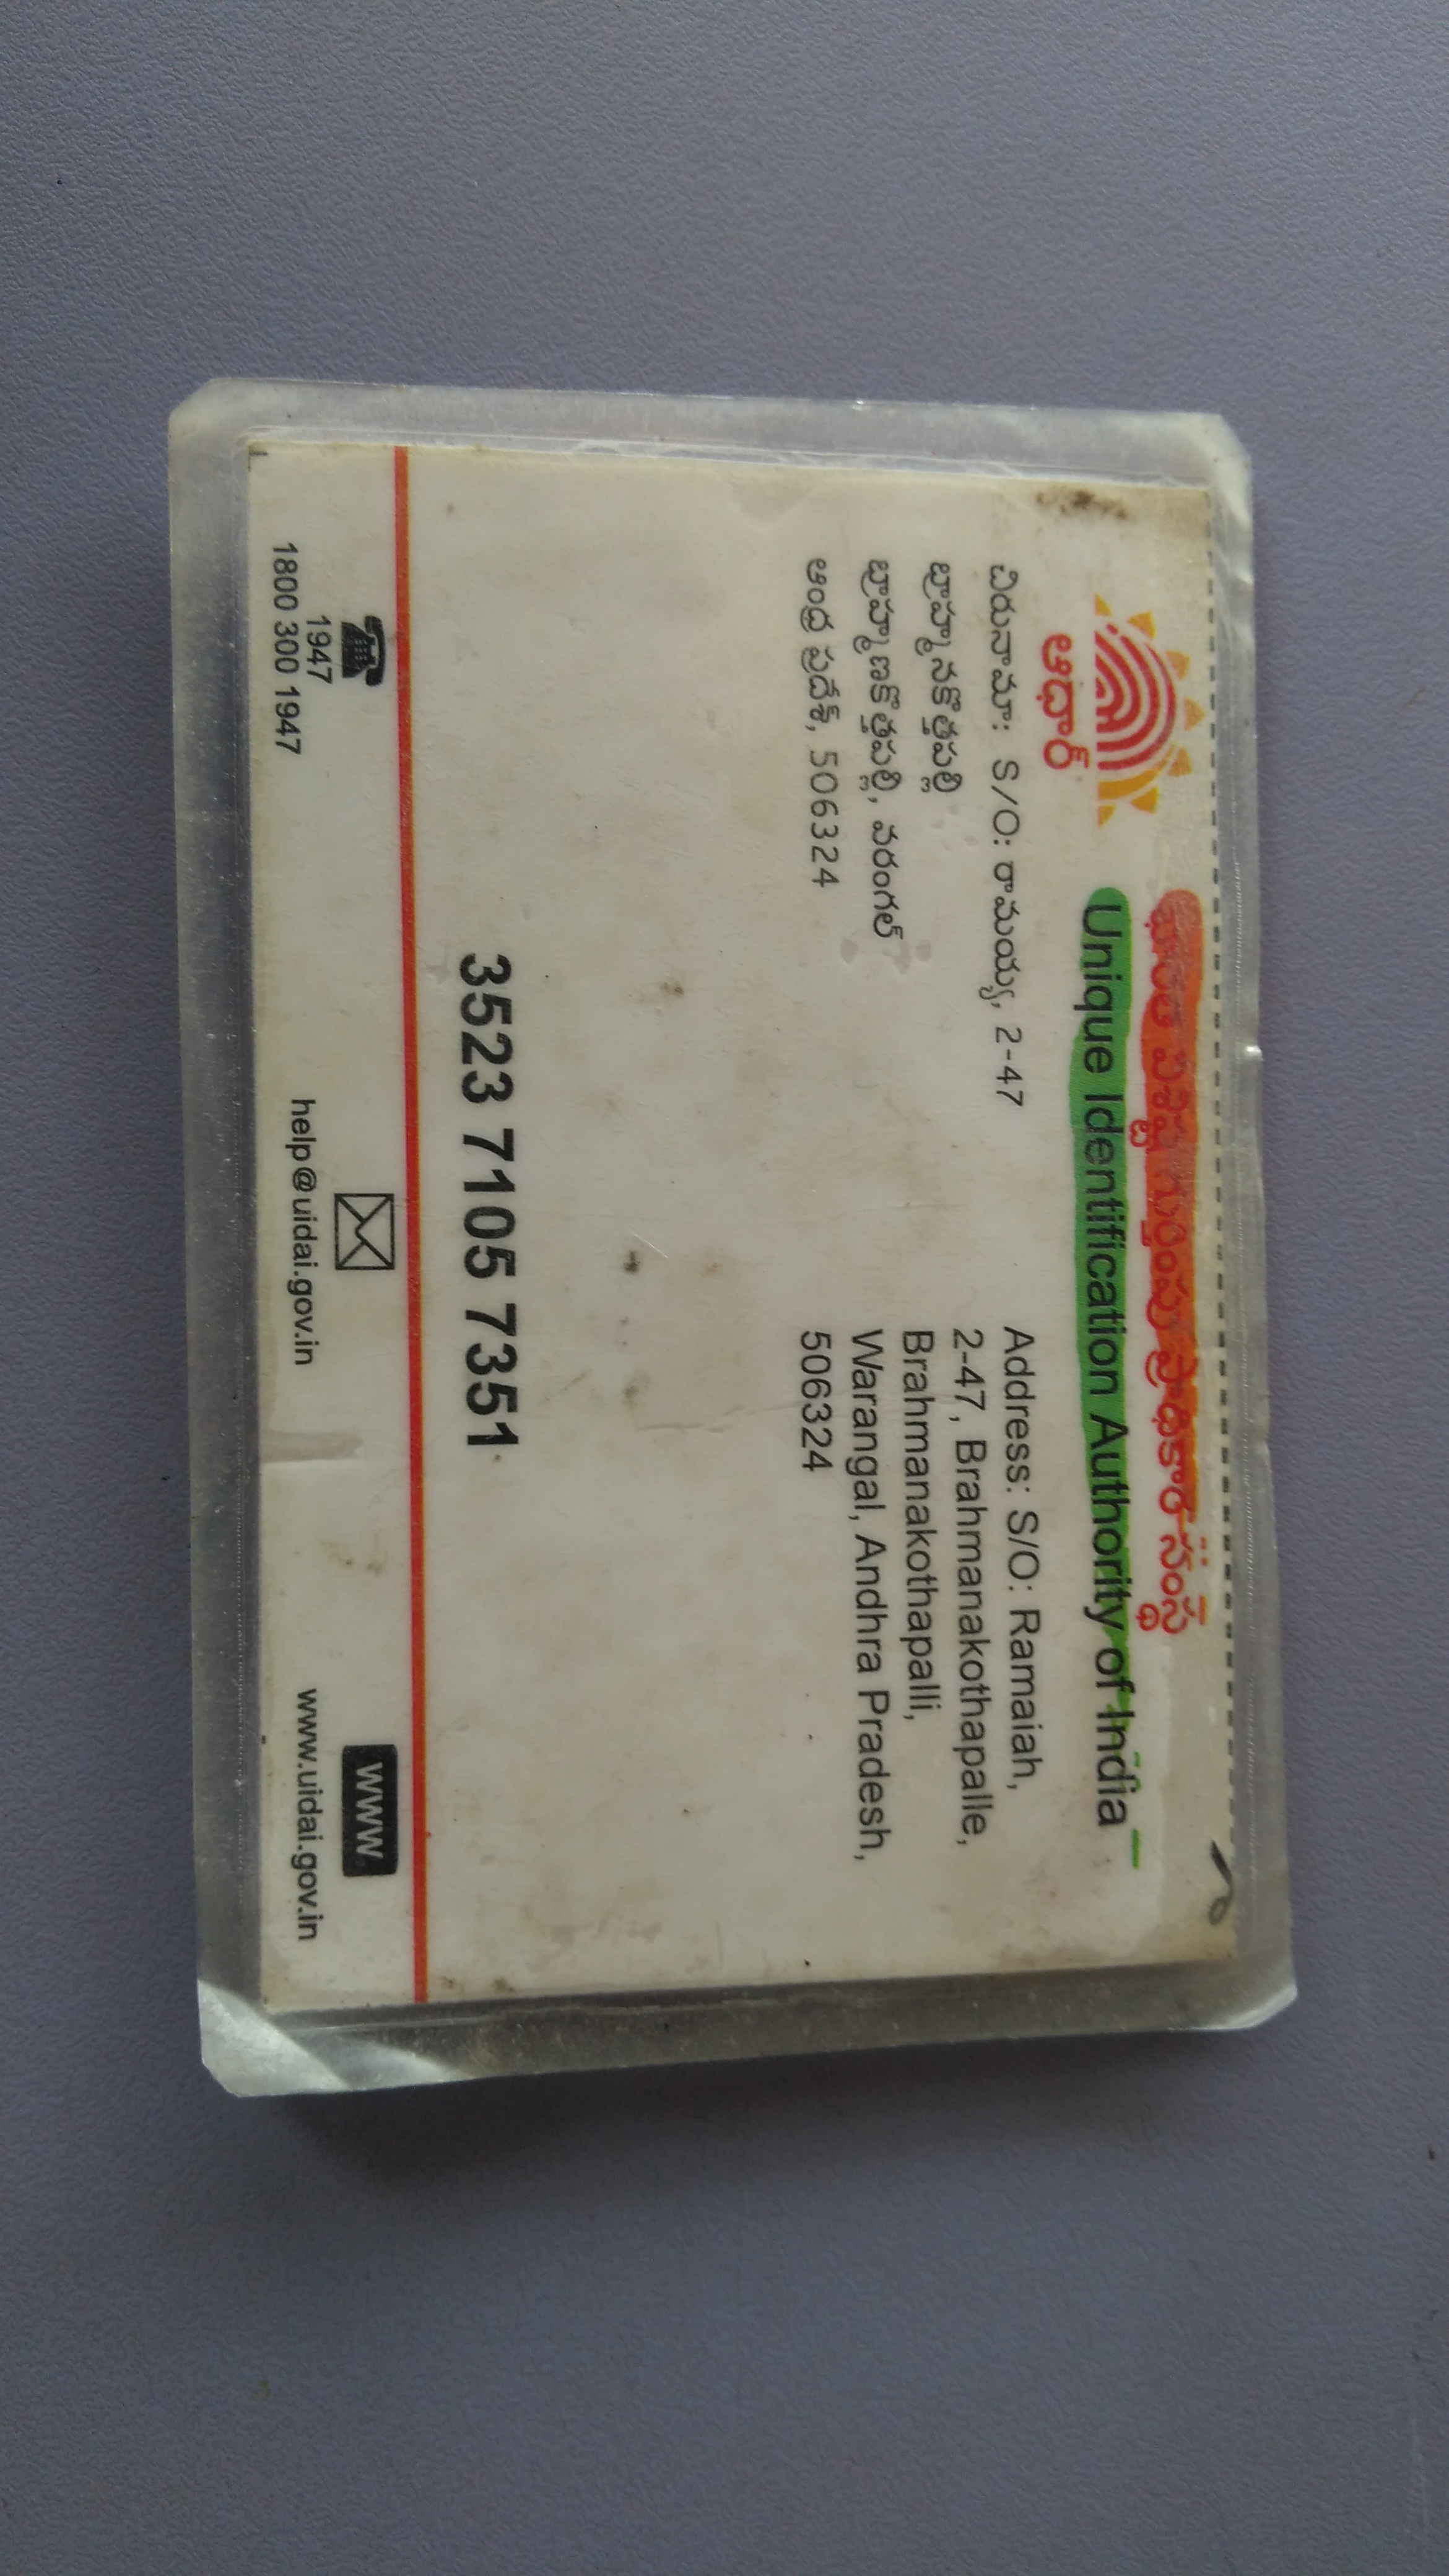 భారత విశిష్ట గుర్తింపు ప్రాధికార సంస్థ
Unique Identification Authority of India
ఆధార్
చిరునామా: S/O: రామయ్య, 2-47
బ్రాహ్మానకొత్తపల్లి
బ్రాహ్మాణకొత్తపల్లి, వరంగల్
ఆంధ్ర ప్రదేశ్, 506324
Address: S/O: Ramaiah,
2-47, Brahmanakothapalle,
Brahmanakothapalli,
Warangal, Andhra Pradesh,
506324
3523 7105 7351
1947
1800 300 1947
help@uidai.gov.in
www
www.uidai.gov.in